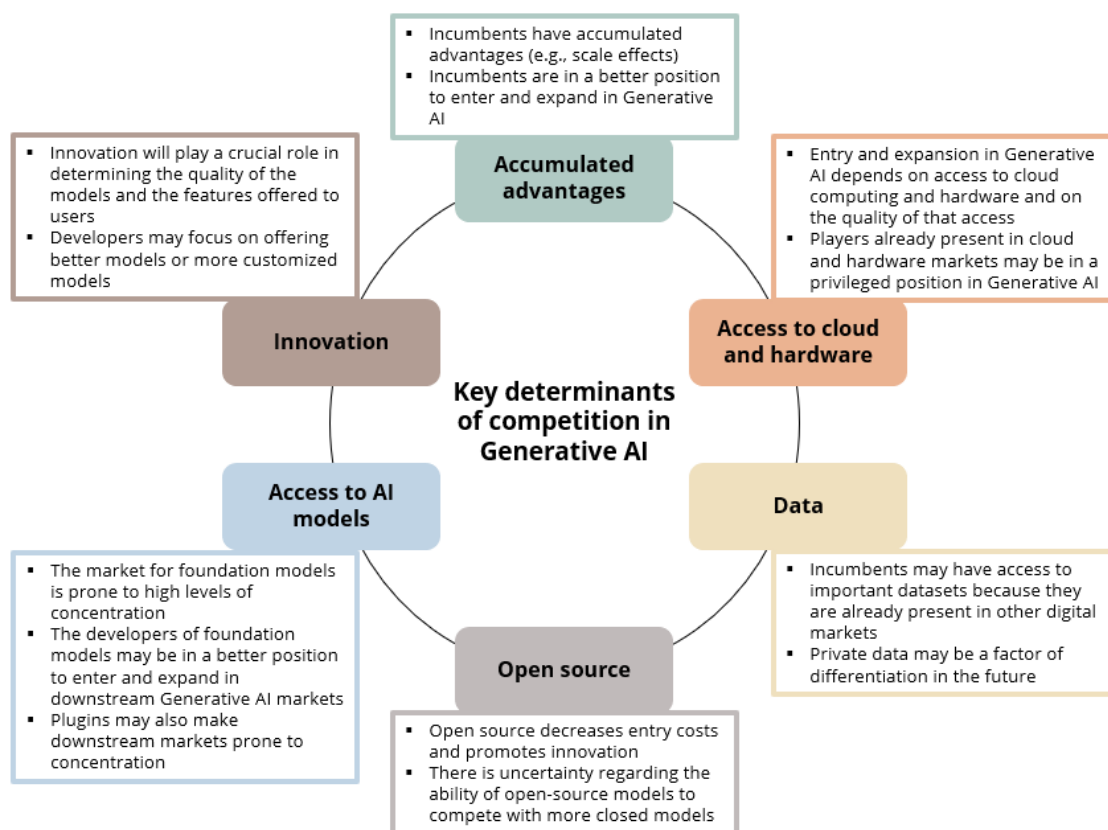 ▪ Incumbents have accumulated
advantages (e.g., scale effects)
▪ Incumbents are in a better position
to enter and expand in Generative
AI
Accumulated
advantages
▪ Innovation will play a crucial role in
determining the quality of the
models and the features offered to
users
▪ Developers may focus on offering
better models or more customized
models
Innovation
▪ Entry and expansion in Generative
AI depends on access to cloud
computing and hardware and on
the quality of that access
▪ Players already present in cloud
and hardware markets may be in a
privileged position in Generative AI
Access to cloud
and hardware
Key determinants
of competition in
Generative AI
Access to AI
models
▪ The market for foundation models
is prone to high levels of
concentration
▪ The developers of foundation
models may be in a better position
to enter and expand in
downstream Generative AI markets
▪ Plugins may also make
downstream markets prone to
concentration
Data
▪ Incumbents may have access to
important datasets because they
are already present in other digital
markets
▪ Private data may be a factor of
differentiation in the future
Open source
▪ Open source decreases entry costs
and promotes innovation
▪ There is uncertainty regarding the
ability of open-source models to
compete with more closed models